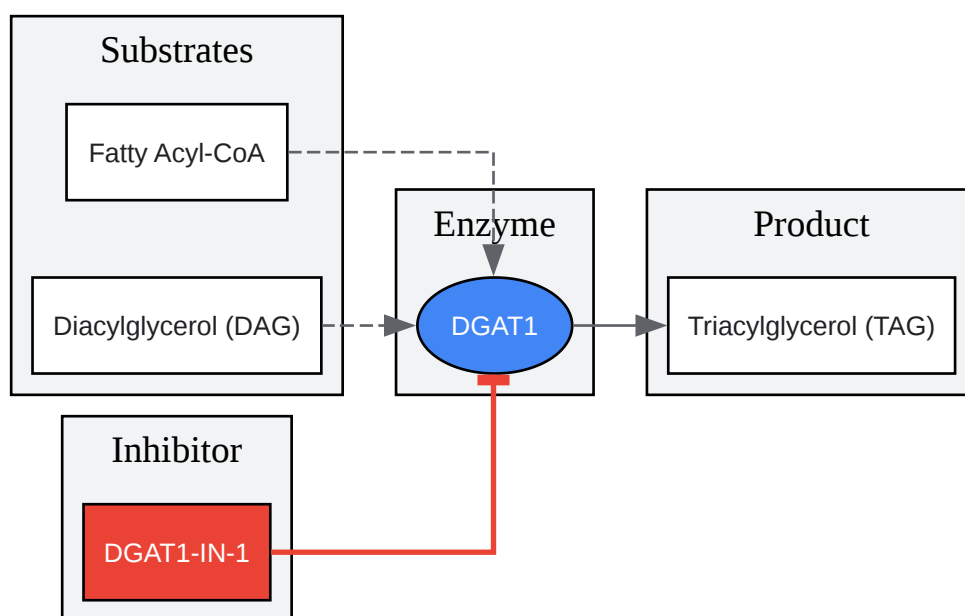 Substrates
Fatty Acyl-CoA
Diacylglycerol (DAG)
Enzyme
DGAT1
Product
Triacylglycerol (TAG)
Inhibitor
DGAT1-IN-1